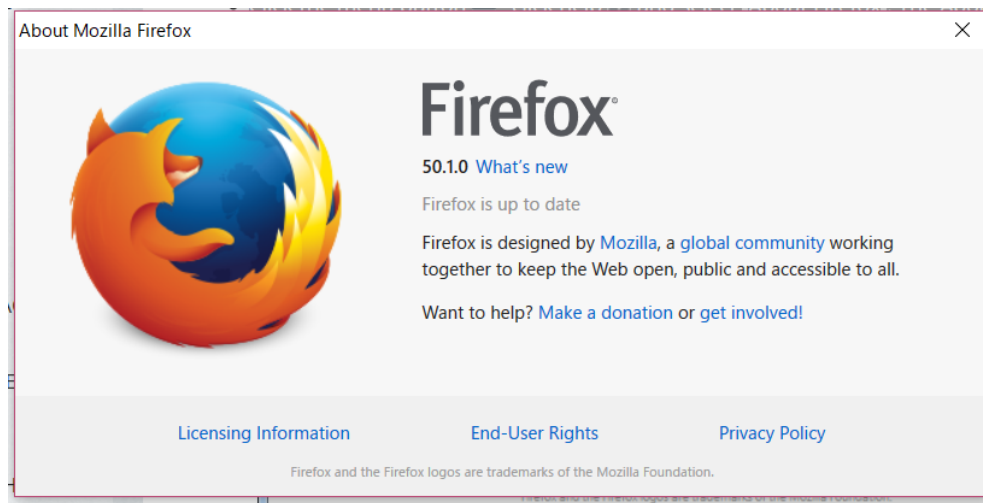 About Mozilla Firefox
Firefox
50.1.0 What's new
Firefox is up to date
Firefox is designed by Mozilla, a global community working
together to keep the Web open, public and accessible to all.
Want to help? Make a donation or get involved!
Licensing Information End-User Rights Privacy Policy
Firefox and the Firefox logos are trademarks of the Mozilla Foundation.